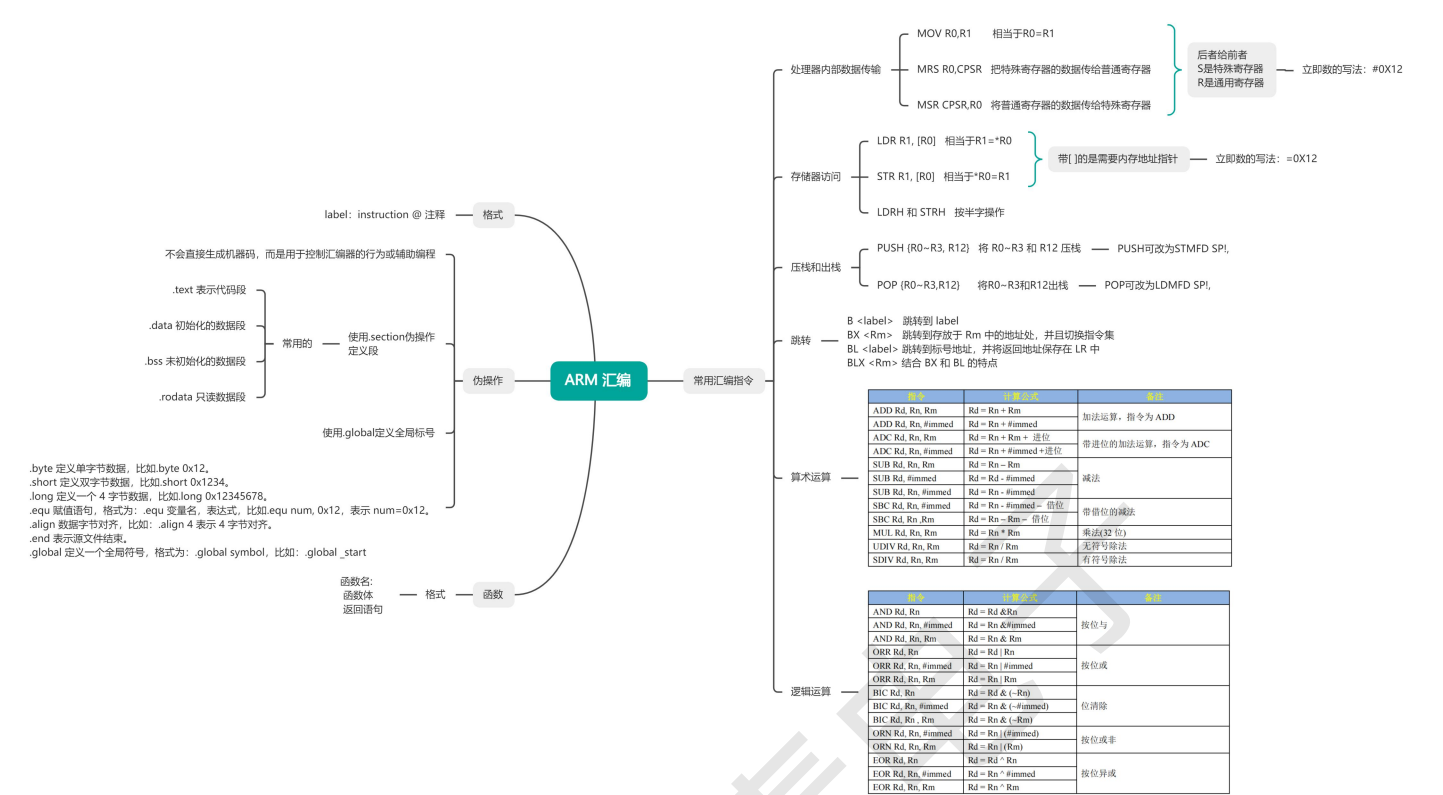 ARM 汇编
格式
label：instruction @ 注释
伪操作
不会直接生成机器码，而是用于控制汇编器的行为或辅助编程
使用.section伪操作
定义段
常用的
.text 表示代码段
.data 初始化的数据段
.bss 未初始化的数据段
.rodata 只读数据段
使用.global定义全局标号
.byte 定义单字节数据，比如.byte 0x12。
.short 定义双字节数据，比如.short 0x1234。
.long 定义一个 4 字节数据，比如.long 0x12345678。
.equ 赋值语句，格式为：.equ 变量名，表达式，比如.equ num, 0x12，表示 num=0x12。
.align 数据字节对齐，比如：.align 4 表示 4 字节对齐。
.end 表示源文件结束。
.global 定义一个全局符号，格式为：.global symbol，比如：.global _start
函数
格式
函数名:
函数体
返回语句
常用汇编指令
处理器内部数据传输
MOV R0,R1 相当于R0=R1
MRS R0,CPSR 把特殊寄存器的数据传给普通寄存器
MSR CPSR,R0 将普通寄存器的数据传给特殊寄存器
后者给前者
S是特殊寄存器
R是通用寄存器
立即数的写法：#0X12
存储器访问
LDR R1, [R0] 相当于R1=*R0
STR R1, [R0] 相当于*R0=R1
带[ ]的是需要内存地址指针
立即数的写法：=0X12
LDRH 和 STRH 按半字操作
压栈和出栈
PUSH {R0~R3, R12} 将 R0~R3 和 R12 压栈
PUSH可改为STMFD SP!,
POP {R0~R3,R12} 将R0~R3和R12出栈
POP可改为LDMFD SP!,
跳转
B <label> 跳转到 label
BX <Rm> 跳转到存放于 Rm 中的地址处，并且切换指令集
BL <label> 跳转到标号地址，并将返回地址保存在 LR 中
BLX <Rm> 结合 BX 和 BL 的特点
算术运算
指令 计算公式 备注
ADD Rd, Rn, Rm Rd = Rn + Rm 加法运算，指令为 ADD
ADD Rd, Rn, #immed Rd = Rn + #immed
ADC Rd, Rn, Rm Rd = Rn + Rm + 进位 带进位的加法运算，指令为 ADC
ADC Rd, Rn, #immed Rd = Rn + #immed +进位
SUB Rd, Rn, Rm Rd = Rn – Rm 减法
SUB Rd, #immed Rd = Rd - #immed
SUB Rd, Rn, #immed Rd = Rn - #immed
SBC Rd, Rn, #immed Rd = Rn - #immed – 借位 带借位的减法
SBC Rd, Rn ,Rm Rd = Rn – Rm – 借位
MUL Rd, Rn, Rm Rd = Rn * Rm 乘法(32 位)
UDIV Rd, Rn, Rm Rd = Rn / Rm 无符号除法
SDIV Rd, Rn, Rm Rd = Rn / Rm 有符号除法
逻辑运算
指令 计算公式 备注
AND Rd, Rn Rd = Rd &Rn 按位与
AND Rd, Rn, #immed Rd = Rn &#immed
AND Rd, Rn, Rm Rd = Rn & Rm
ORR Rd, Rn Rd = Rd | Rn 按位或
ORR Rd, Rn, #immed Rd = Rn | #immed
ORR Rd, Rn, Rm Rd = Rn | Rm
BIC Rd, Rn Rd = Rd & (~Rn) 位清除
BIC Rd, Rn, #immed Rd = Rn & (~#immed)
BIC Rd, Rn , Rm Rd = Rn & (~Rm)
ORN Rd, Rn, #immed Rd = Rn | (#immed) 按位或非
ORN Rd, Rn, Rm Rd = Rn | (Rm)
EOR Rd, Rn Rd = Rd ^ Rn 按位异或
EOR Rd, Rn, #immed Rd = Rn ^ #immed
EOR Rd, Rn, Rm Rd = Rn ^ Rm